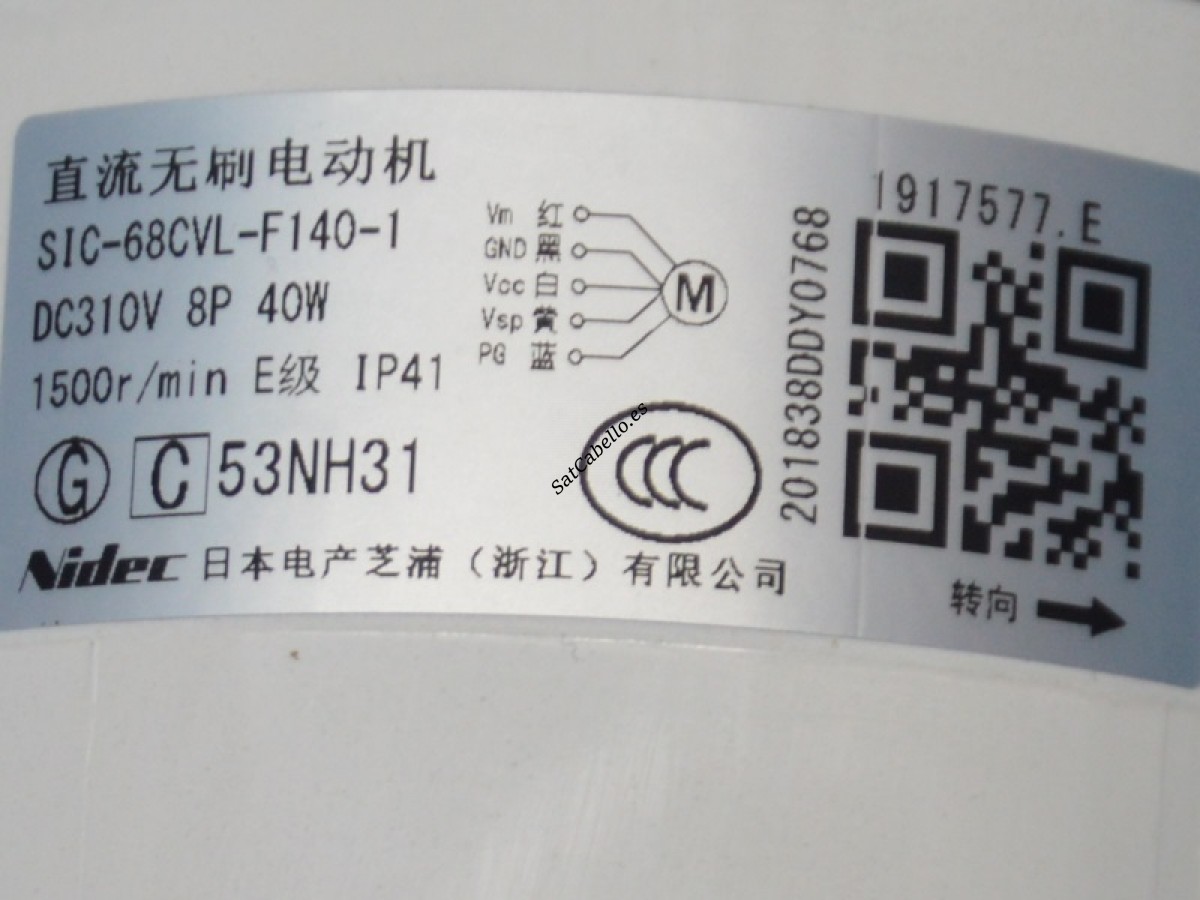 直流无刷电动机
SIC-68CVL-F140-1
DC310V 8P 40W
1500r/min E级 IP41
G C 53NH31
Nidec 日本电产芝浦（浙江）有限公司
Vm 红
GND 黑
Vcc 白
Vsp 黄
PG 蓝
M
CCC
SatCabello.es
201838DDY0768
1917577.E
转向